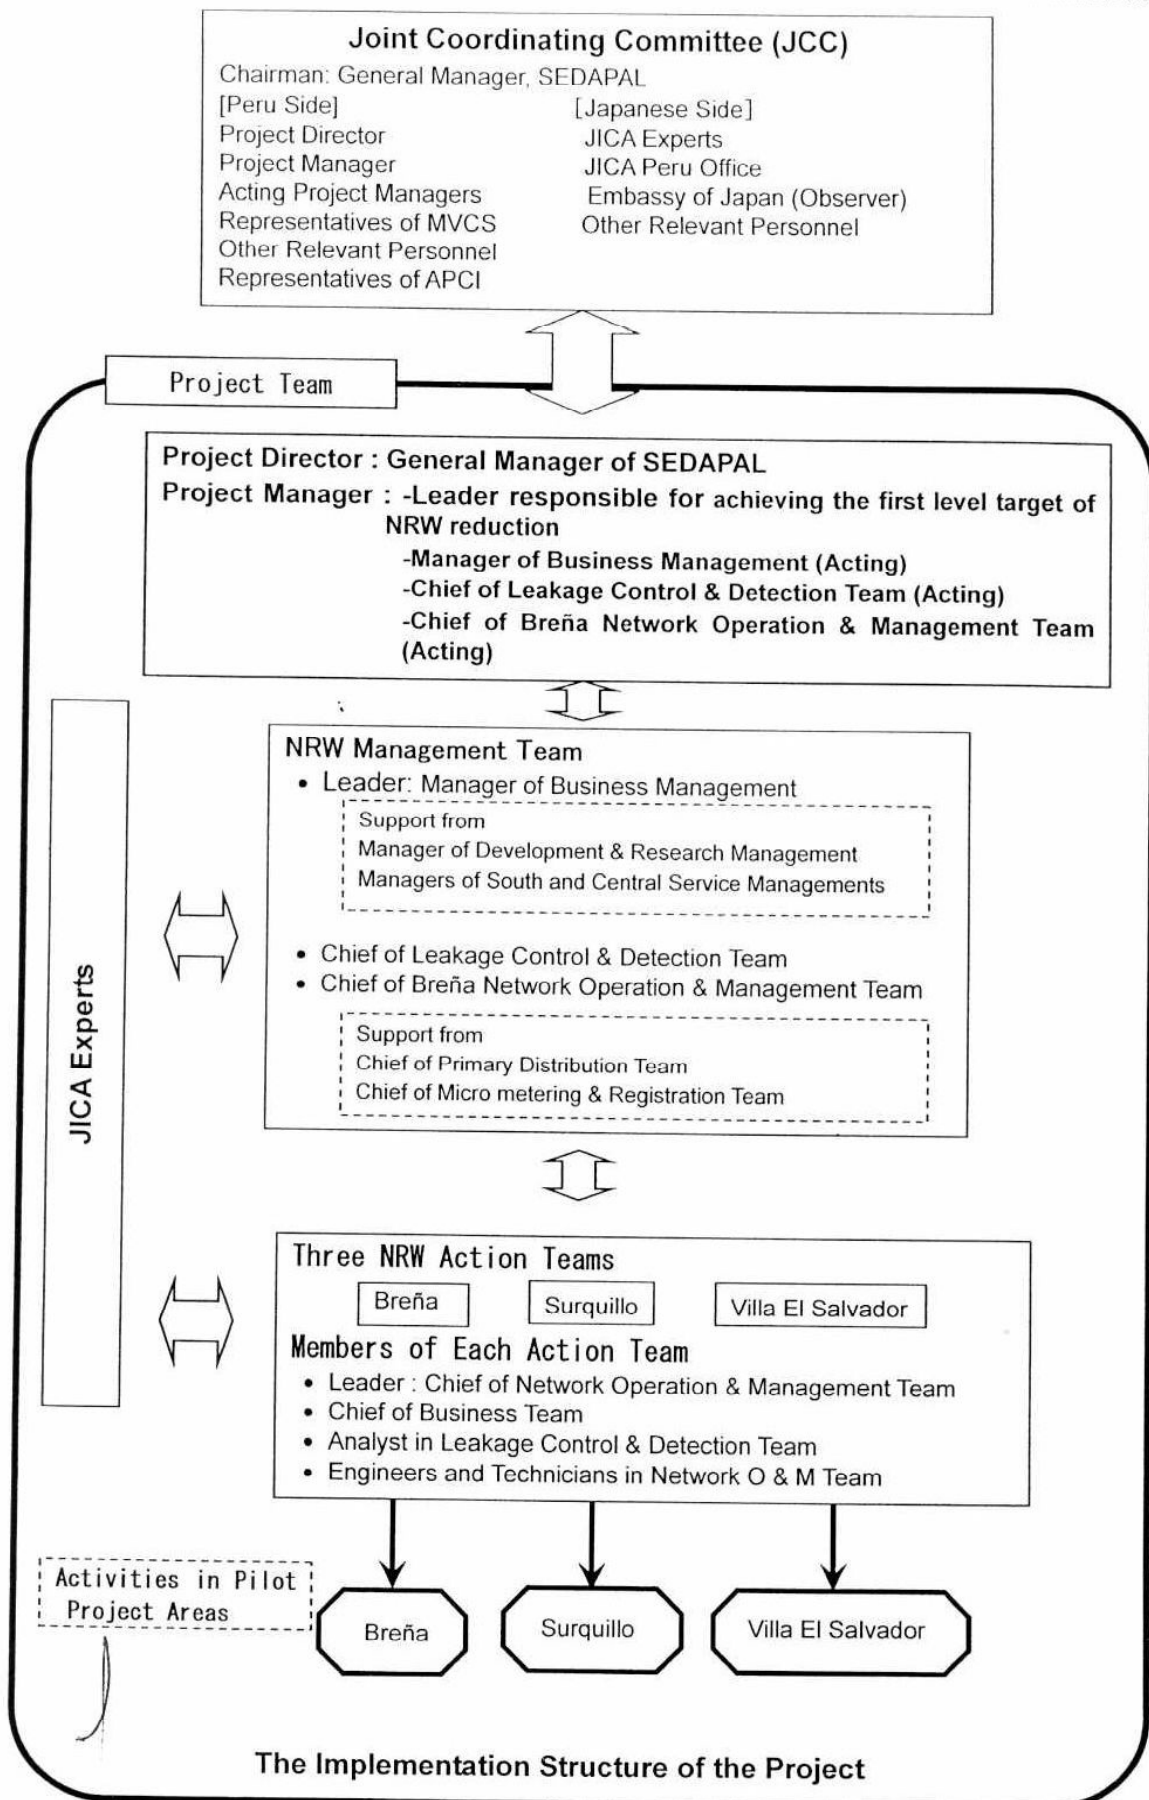 Joint Coordinating Committee (JCC)
Chairman: General Manager, SEDAPAL
[Peru Side] [Japanese Side]
Project Director JICA Experts
Project Manager JICA Peru Office
Acting Project Managers Embassy of Japan (Observer)
Representatives of MVCS Other Relevant Personnel
Other Relevant Personnel
Representatives of APCI
Project Team
Project Director : General Manager of SEDAPAL
Project Manager : -Leader responsible for achieving the first level target of
NRW reduction
-Manager of Business Management (Acting)
-Chief of Leakage Control & Detection Team (Acting)
-Chief of Breña Network Operation & Management Team
(Acting)
JICA Experts
NRW Management Team
• Leader: Manager of Business Management
Support from
Manager of Development & Research Management
Managers of South and Central Service Managements
• Chief of Leakage Control & Detection Team
• Chief of Breña Network Operation & Management Team
Support from
Chief of Primary Distribution Team
Chief of Micro metering & Registration Team
Three NRW Action Teams
Breña Surquillo Villa El Salvador
Members of Each Action Team
• Leader : Chief of Network Operation & Management Team
• Chief of Business Team
• Analyst in Leakage Control & Detection Team
• Engineers and Technicians in Network O & M Team
Activities in Pilot
Project Areas
Breña Surquillo Villa El Salvador
The Implementation Structure of the Project